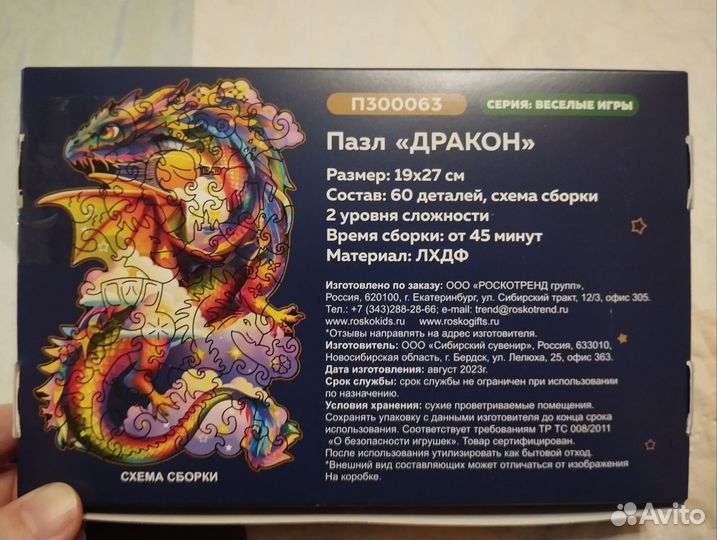 П300063
СЕРИЯ: ВЕСЕЛЫЕ ИГРЫ
Пазл «ДРАКОН»
Размер: 19х27 см
Состав: 60 деталей, схема сборки
2 уровня сложности
Время сборки: от 45 минут
Материал: ЛХДФ
Изготовлено по заказу: ООО «РОСКОТРЕНД групп»,
Россия, 620100, г. Екатеринбург, ул. Сибирский тракт, 12/3, офис 305.
Тел.: +7 (343)288-28-66; e-mail: trend@roskotrend.ru
www.roskokids.ru www.roskogifts.ru
*Отзывы направлять на адрес изготовителя.
Изготовитель: ООО «Сибирский сувенир», Россия, 633010,
Новосибирская область, г. Бердск, ул. Лелюха, 25, офис 363.
Дата изготовления: август 2023г.
Срок службы: срок службы не ограничен при использовании
по назначению.
Условия хранения: сухие проветриваемые помещения.
Сохранять упаковку с данными изготовителя до конца срока
использования. Соответствует требованиям ТР ТС 008/2011
«О безопасности игрушек». Товар сертифицирован.
После использования утилизировать как бытовой отход.
*Внешний вид составляющих может отличаться от изображения
На коробке.
СХЕМА СБОРКИ
Avito